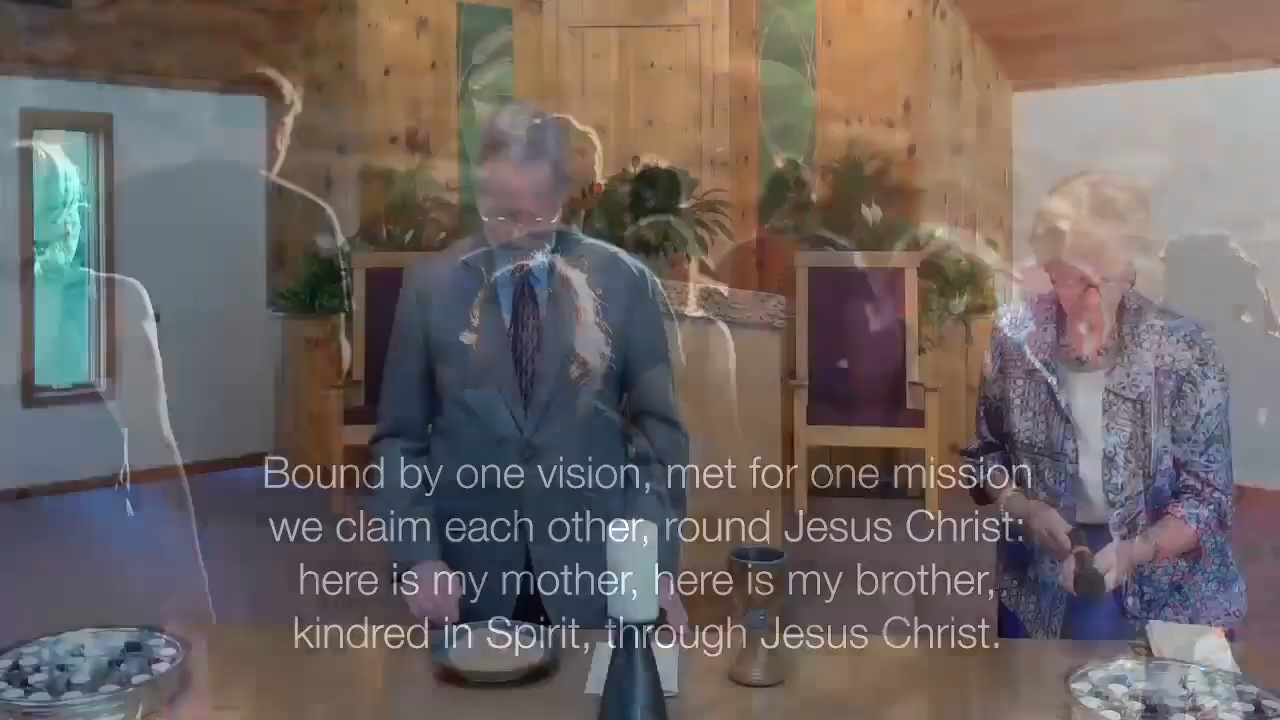 Bound by one vision, met for one mission
we claim each other, round Jesus Christ:
here is my mother, here is my brother,
kindred in Spirit, through Jesus Christ.